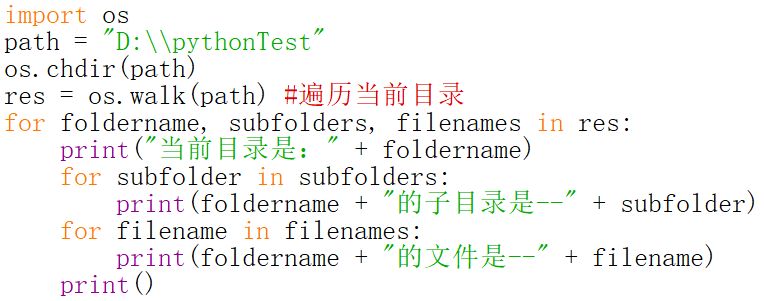 import os
path = "D:\\pythonTest"
os.chdir(path)
res = os.walk(path) #遍历当前目录
for foldername, subfolders, filenames in res:
    print("当前目录是：" + foldername)
    for subfolder in subfolders:
        print(foldername + "的子目录是--" + subfolder)
    for filename in filenames:
        print(foldername + "的文件是--" + filename)
    print()